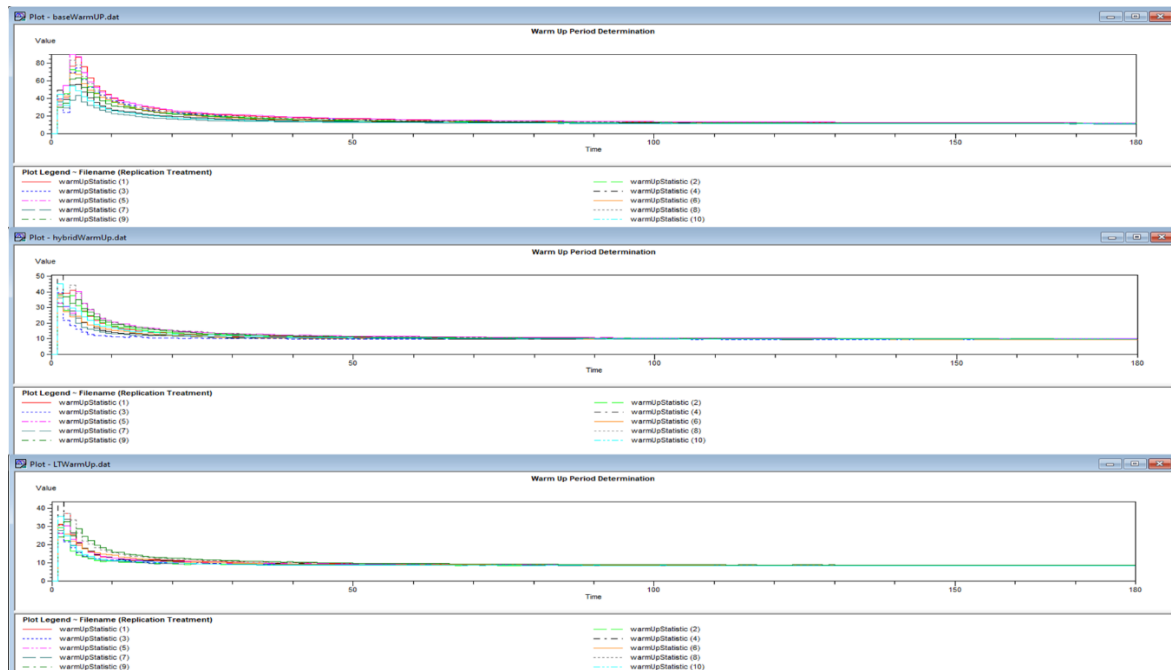 Plot - baseWarmUP.dat
Warm Up Period Determination
Value
80
60
40
20
0
0 50 100 150 180
Time
Plot Legend ~ Filename (Replication Treatment)
warmUpStatistic (1) warmUpStatistic (2)
warmUpStatistic (3) warmUpStatistic (4)
warmUpStatistic (5) warmUpStatistic (6)
warmUpStatistic (7) warmUpStatistic (8)
warmUpStatistic (9) warmUpStatistic (10)
Plot - hybridWarmUp.dat
Warm Up Period Determination
Value
50
40
30
20
10
0
0 50 100 150 180
Time
Plot Legend ~ Filename (Replication Treatment)
warmUpStatistic (1) warmUpStatistic (2)
warmUpStatistic (3) warmUpStatistic (4)
warmUpStatistic (5) warmUpStatistic (6)
warmUpStatistic (7) warmUpStatistic (8)
warmUpStatistic (9) warmUpStatistic (10)
Plot - LTWarmUp.dat
Warm Up Period Determination
Value
40
30
20
10
0
0 50 100 150 180
Time
Plot Legend ~ Filename (Replication Treatment)
warmUpStatistic (1) warmUpStatistic (2)
warmUpStatistic (3) warmUpStatistic (4)
warmUpStatistic (5) warmUpStatistic (6)
warmUpStatistic (7) warmUpStatistic (8)
warmUpStatistic (9) warmUpStatistic (10)